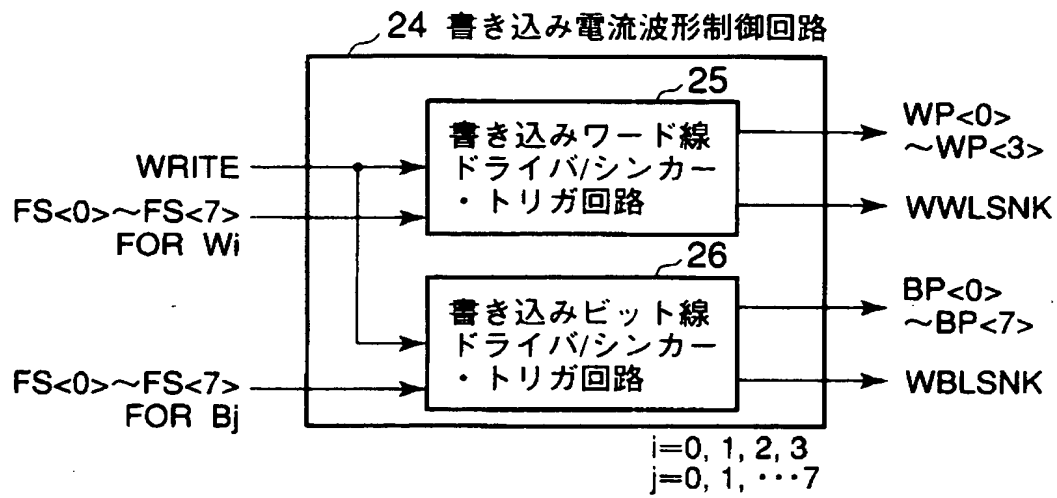 24 書き込み電流波形制御回路
25
書き込みワード線
ドライバ/シンカー
・トリガ回路
WRITE
FS<0>～FS<7>
FOR Wi
WP<0>
～WP<3>
WWLSNK
26
書き込みビット線
ドライバ/シンカー
・トリガ回路
FS<0>～FS<7>
FOR Bj
BP<0>
～BP<7>
WBLSNK
i=0, 1, 2, 3
j=0, 1, ･･･7